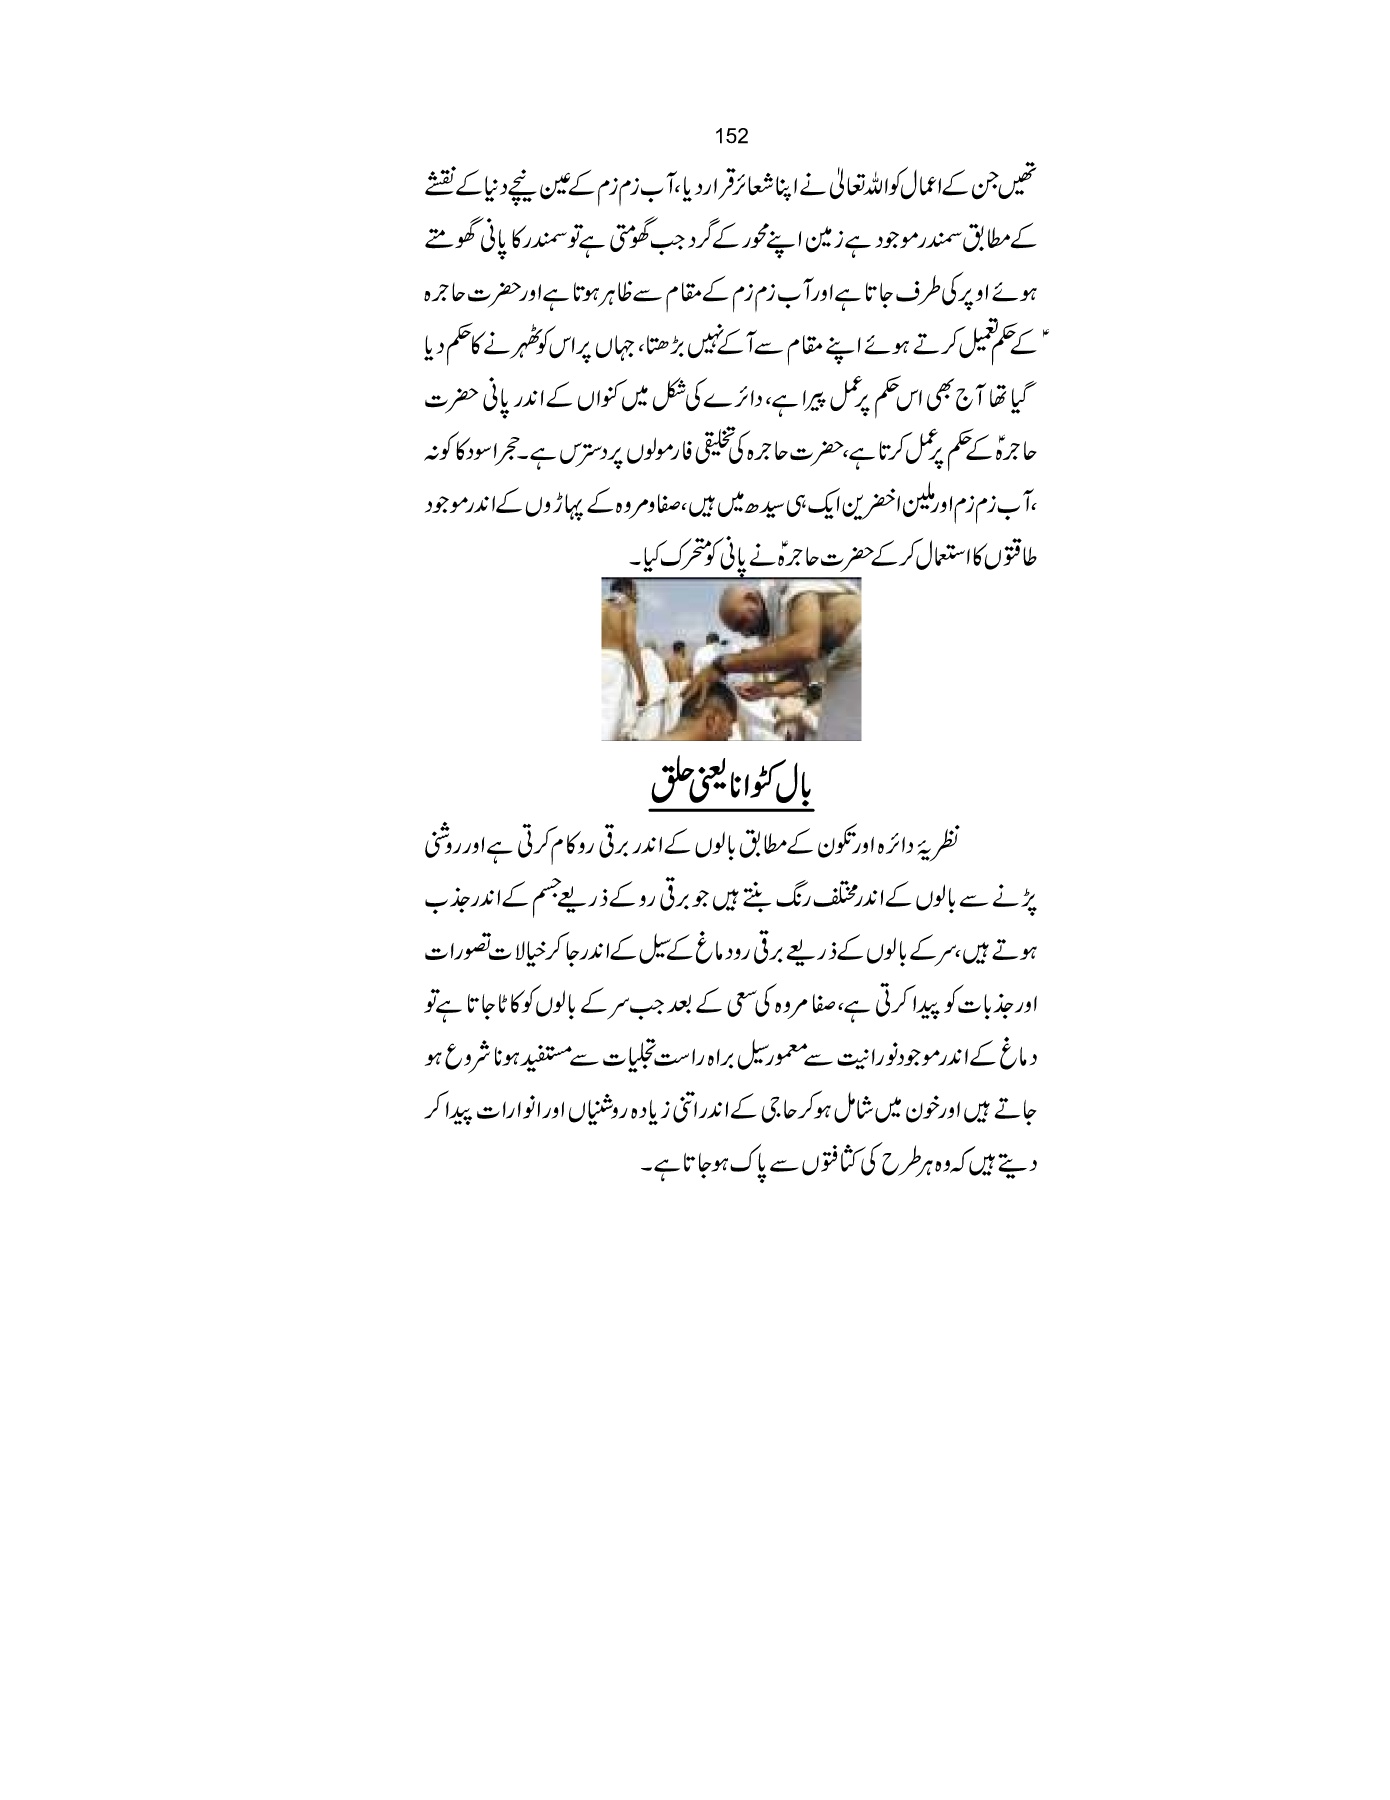 152
تھیں جن کے اعمال کو اللہ تعالیٰ نے اپنا شعائر قرار دیا، آب زم زم کے عین نیچے دنیا کے نقشے
کے مطابق سمندر موجود ہے زمین اپنے محور کے گرد جب گھومتی ہے تو سمندر کا پانی گھومتے
ہوئے اوپر کی طرف جاتا ہے اور آب زم زم کے مقام سے ظاہر ہوتا ہے اور حضرت حاجرہ
ؑ کے حکم تعمیل کرتے ہوئے اپنے مقام سے آگے نہیں بڑھتا، جہاں پر اس کو ٹھہرنے کا حکم دیا
گیا تھا آج بھی اس حکم پر عمل پیرا ہے، دائرے کی شکل میں کنواں کے اندر پانی حضرت
حاجرہؑ کے حکم پر عمل کرتا ہے، حضرت حاجرہ کی تخلیقی فارمولوں پر دسترس ہے۔ حجر اسود کا کونہ
، آب زم زم اور ملین اخضرین ایک ہی سیدھ میں ہیں، صفا و مروہ کے پہاڑوں کے اندر موجود
طاقتوں کا استعمال کر کے حضرت حاجرہؑ نے پانی کو متحرک کیا۔
بال کٹوانا یعنی حلق
نظریۂ دائرہ اور تکون کے مطابق بالوں کے اندر برقی رو کام کرتی ہے اور روشنی
پڑنے سے بالوں کے اندر مختلف رنگ بنتے ہیں جو برقی رو کے ذریعے جسم کے اندر جذب
ہوتے ہیں، سر کے بالوں کے ذریعے برقی رو دماغ کے سیل کے اندر جا کر خیالات تصورات
اور جذبات کو پیدا کرتی ہے، صفا مروہ کی سعی کے بعد جب سر کے بالوں کو کاٹا جاتا ہے تو
دماغ کے اندر موجود نورانیت سے معمور سیل براہ راست تجلیات سے مستفید ہونا شروع ہو
جاتے ہیں اور خون میں شامل ہو کر حاجی کے اندر اتنی زیادہ روشنیاں اور انوارات پیدا کر
دیتے ہیں کہ وہ ہر طرح کی کثافتوں سے پاک ہو جاتا ہے۔